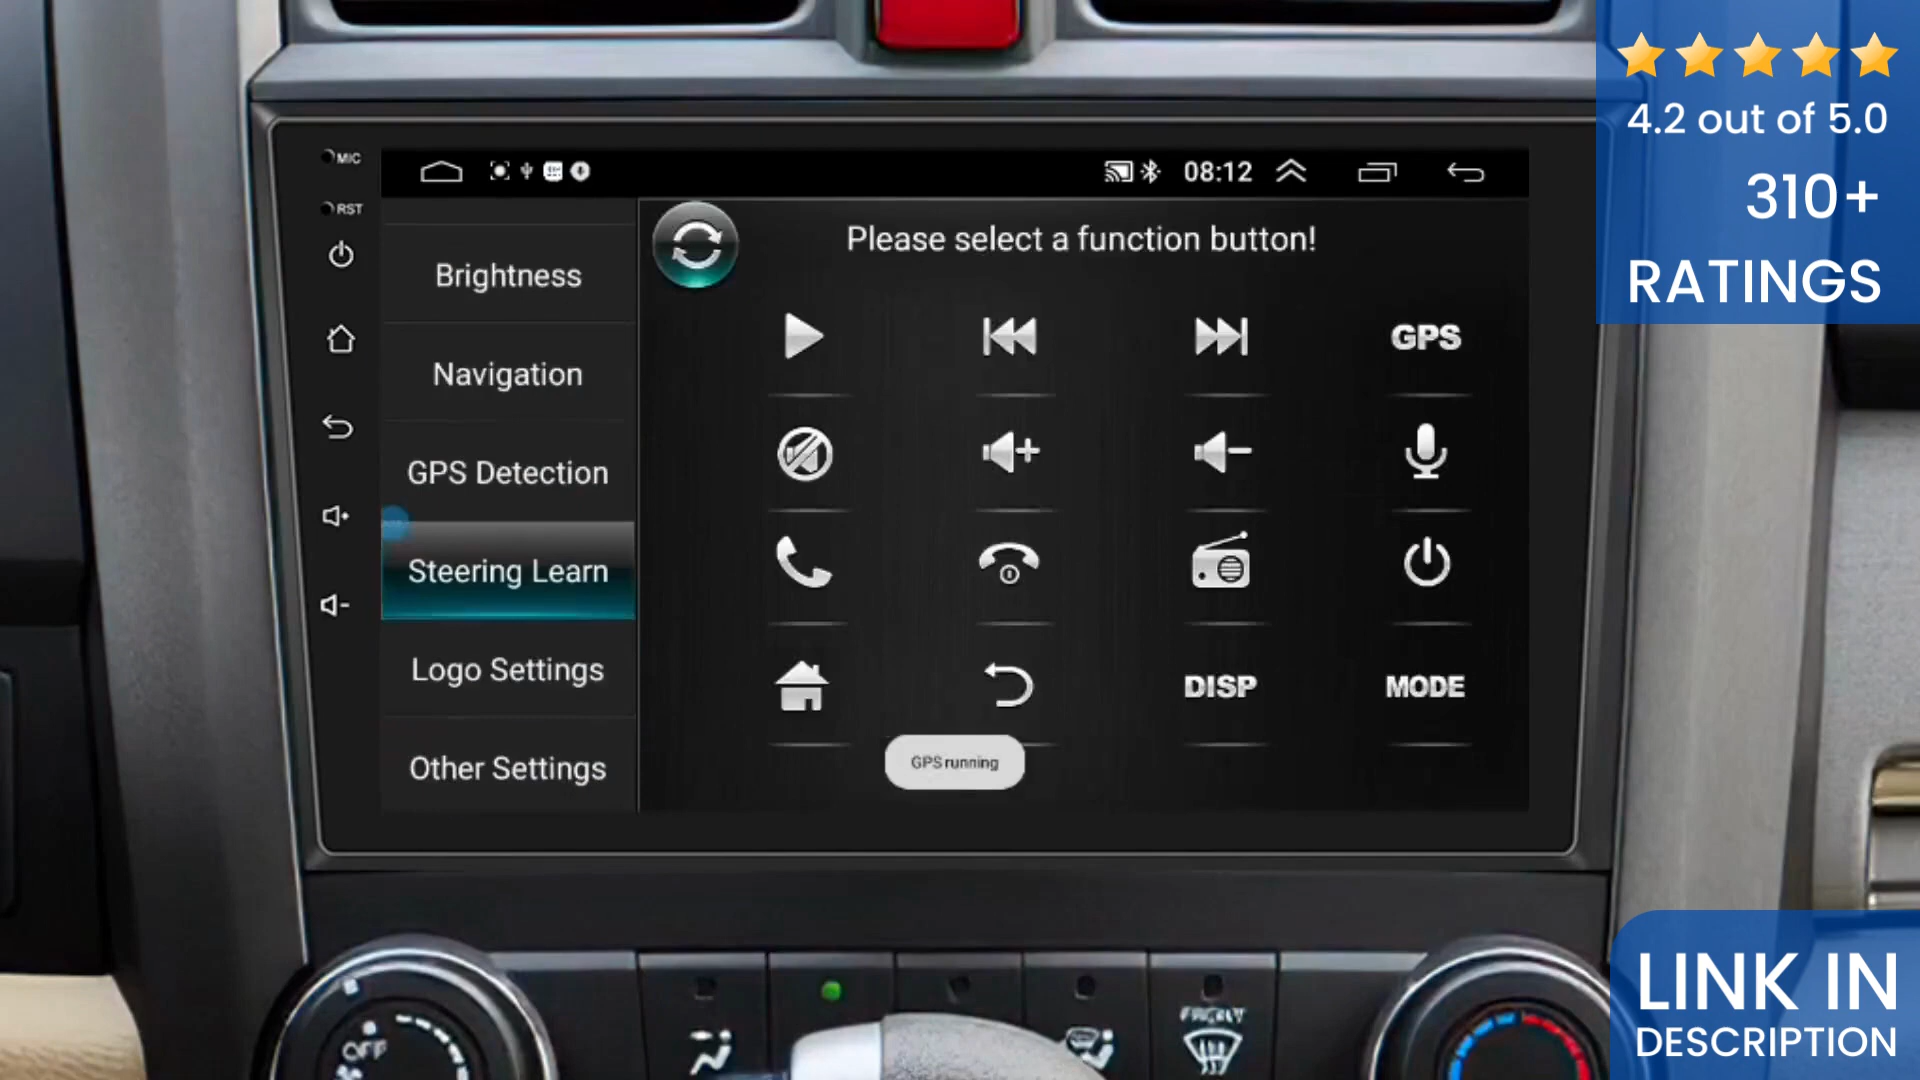 4.2 out of 5.0
310+
RATINGS
MIC
RST
08:12
Brightness
Navigation
GPS Detection
Steering Learn
Logo Settings
Other Settings
Please select a function button!
GPS
DISP
MODE
GPS running
OFF
FRONT
LINK IN
DESCRIPTION